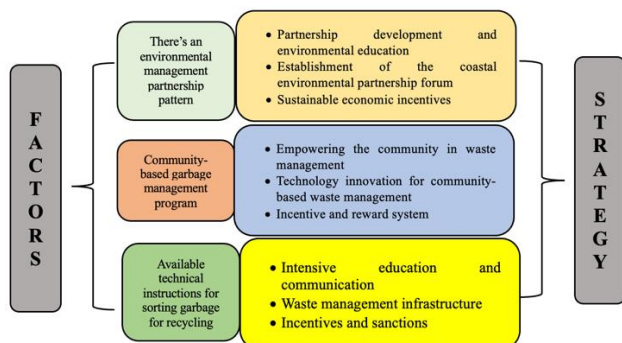 FACTORS
There's an
environmental
management
partnership
pattern
• Partnership development and
environmental education
• Establishment of the coastal
environmental partnership forum
• Sustainable economic incentives
Community-
based garbage
management
program
• Empowering the community in waste
management
• Technology innovation for community-
based waste management
• Incentive and reward system
Available
technical
instructions for
sorting garbage
for recycling
• Intensive education and
communication
• Waste management infrastructure
• Incentives and sanctions
STRATEGY